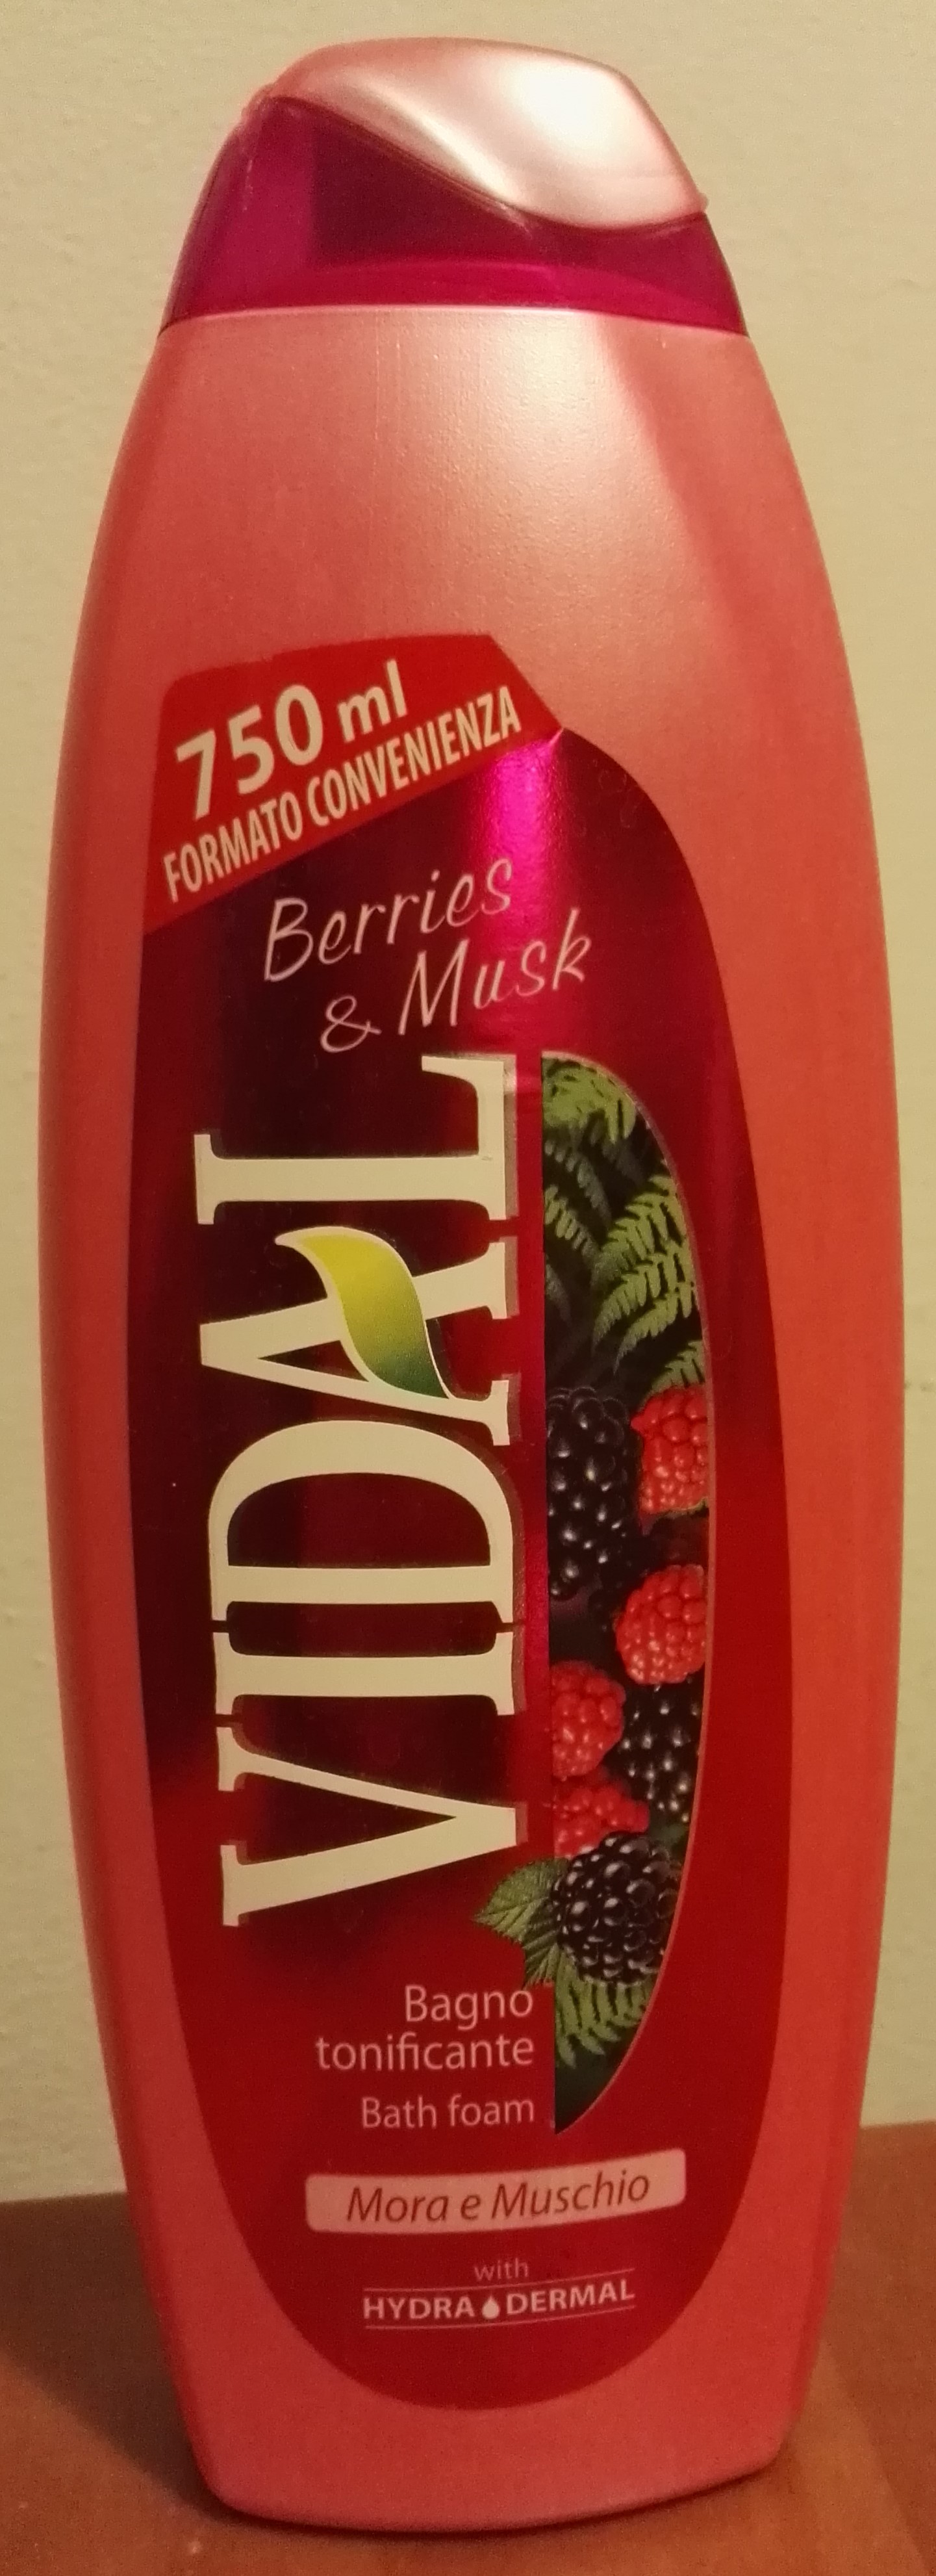 750 ml
FORMATO CONVENIENZA
Berries
& Musk
VIDAL
Bagno
tonificante
Bath foam
Mora e Muschio
with
HYDRA DERMAL